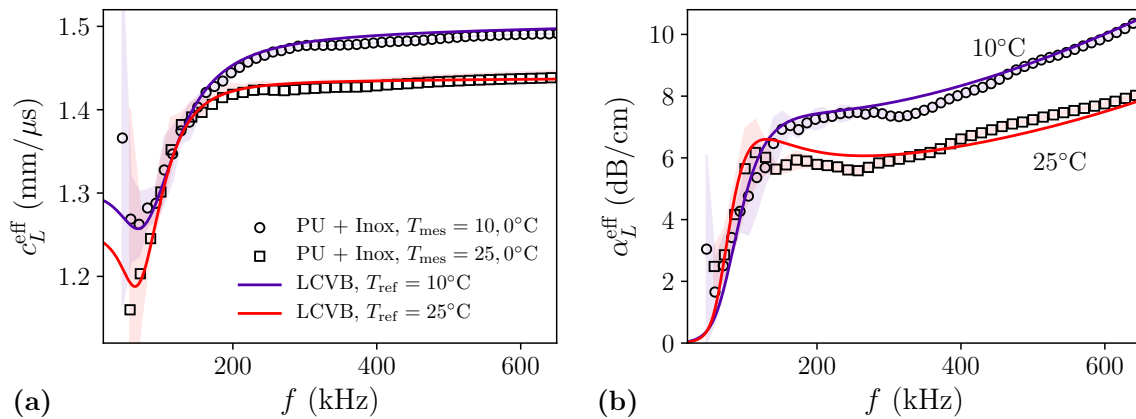 1.5
1.4
1.3
1.2
c_L^eff (mm/μs)
PU + Inox, T_mes = 10,0°C
PU + Inox, T_mes = 25,0°C
LCVB, T_ref = 10°C
LCVB, T_ref = 25°C
200 400 600
(a) f (kHz)
10
8
6
4
2
0
α_L^eff (dB/cm)
10°C
25°C
200 400 600
(b) f (kHz)